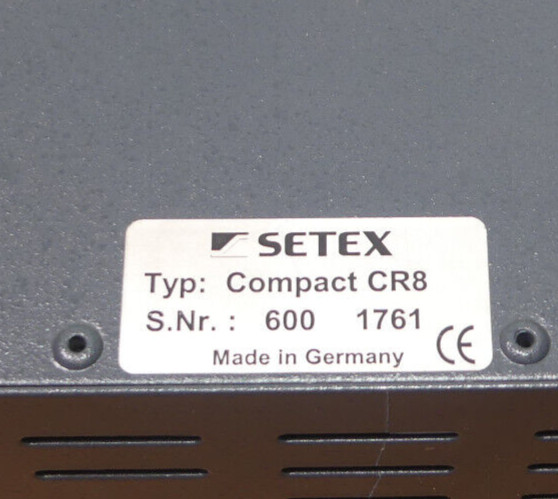 SETEX
Typ: Compact CR8
S.Nr. : 600 1761
Made in Germany CE